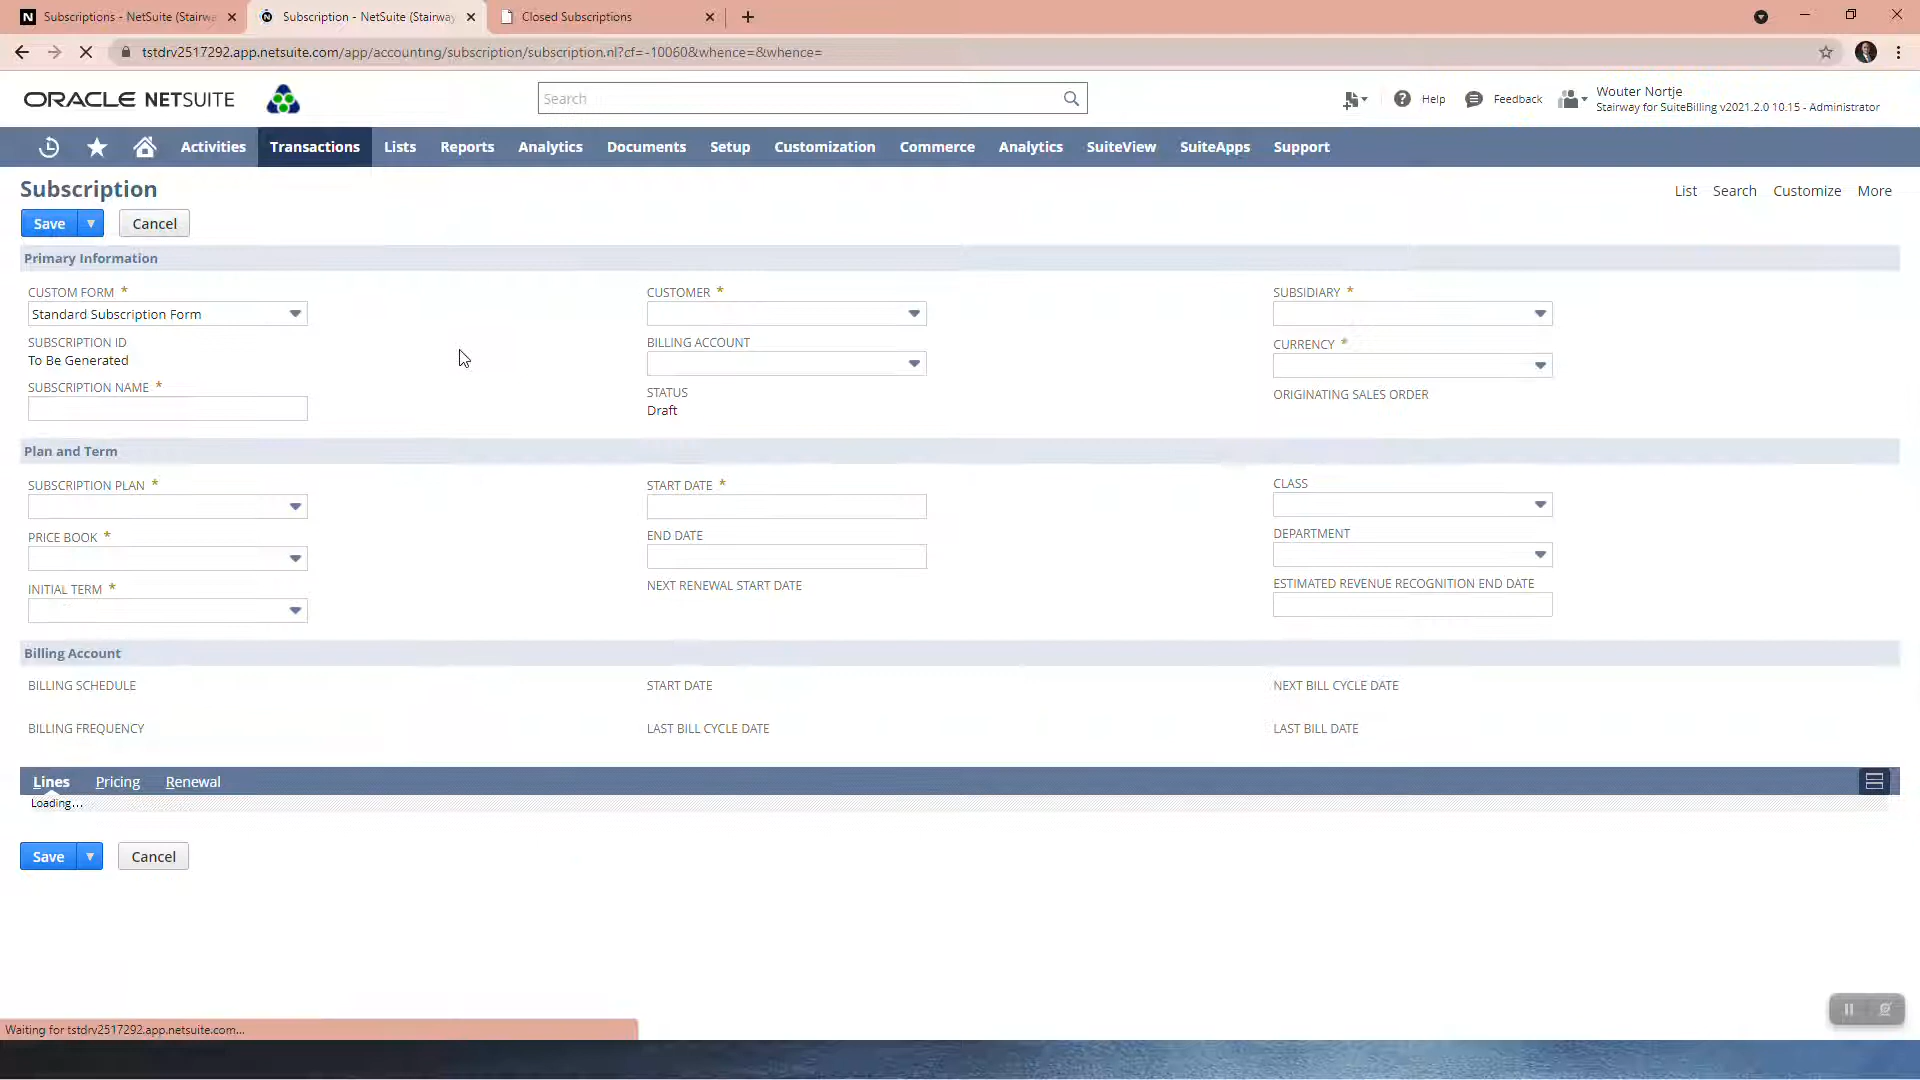 Subscriptions - NetSuite (Stairwa
Subscription - NetSuite (Stairway
Closed Subscriptions
tstdrv2517292.app.netsuite.com/app/accounting/subscription/subscription.nl?cf=-10060&whence=&whence=
ORACLE NETSUITE
Search
Help
Feedback
Wouter Nortje
Stairway for SuiteBilling v2021.2.0 10.15 - Administrator
Activities Transactions Lists Reports Analytics Documents Setup Customization Commerce Analytics SuiteView SuiteApps Support
Subscription
List Search Customize More
Save Cancel
Primary Information
CUSTOM FORM *
Standard Subscription Form
SUBSCRIPTION ID
To Be Generated
SUBSCRIPTION NAME *
CUSTOMER *
BILLING ACCOUNT
STATUS
Draft
SUBSIDIARY *
CURRENCY *
ORIGINATING SALES ORDER
Plan and Term
SUBSCRIPTION PLAN *
PRICE BOOK *
INITIAL TERM *
START DATE *
END DATE
NEXT RENEWAL START DATE
CLASS
DEPARTMENT
ESTIMATED REVENUE RECOGNITION END DATE
Billing Account
BILLING SCHEDULE
BILLING FREQUENCY
START DATE
LAST BILL CYCLE DATE
NEXT BILL CYCLE DATE
LAST BILL DATE
Lines Pricing Renewal
Loading...
Save Cancel
Waiting for tstdrv2517292.app.netsuite.com...